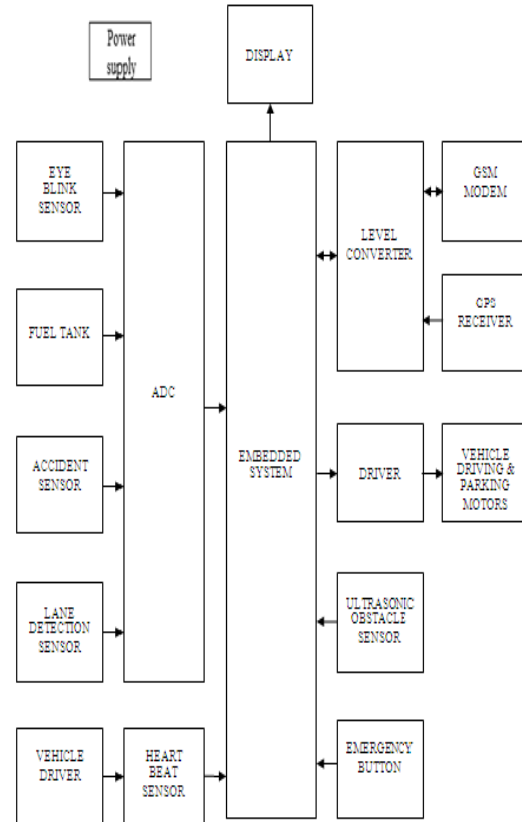 Power
supply
DISPLAY
EYE
BLINK
SENSOR
FUEL TANK
ACCIDENT
SENSOR
LANE
DETECTION
SENSOR
VEHICLE
DRIVER
ADC
HEART
BEAT
SENSOR
EMBEDDED
SYSTEM
LEVEL
CONVERTER
GSM
MODEM
GPS
RECEIVER
DRIVER
VEHICLE
DRIVING &
PARKING
MOTORS
ULTRASONIC
OBSTACLE
SENSOR
EMERGENCY
BUTTON